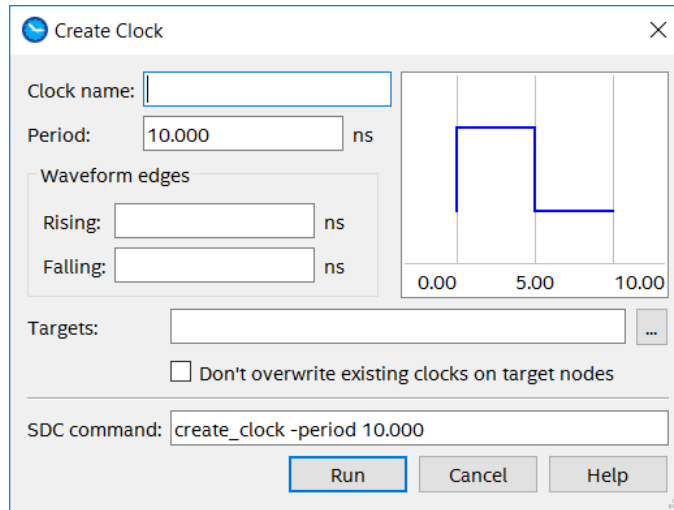 Create Clock
Clock name:
Period: 10.000 ns
Waveform edges
Rising: ns
Falling: ns
0.00 5.00 10.00
Targets: ...
Don't overwrite existing clocks on target nodes
SDC command: create_clock -period 10.000
Run Cancel Help